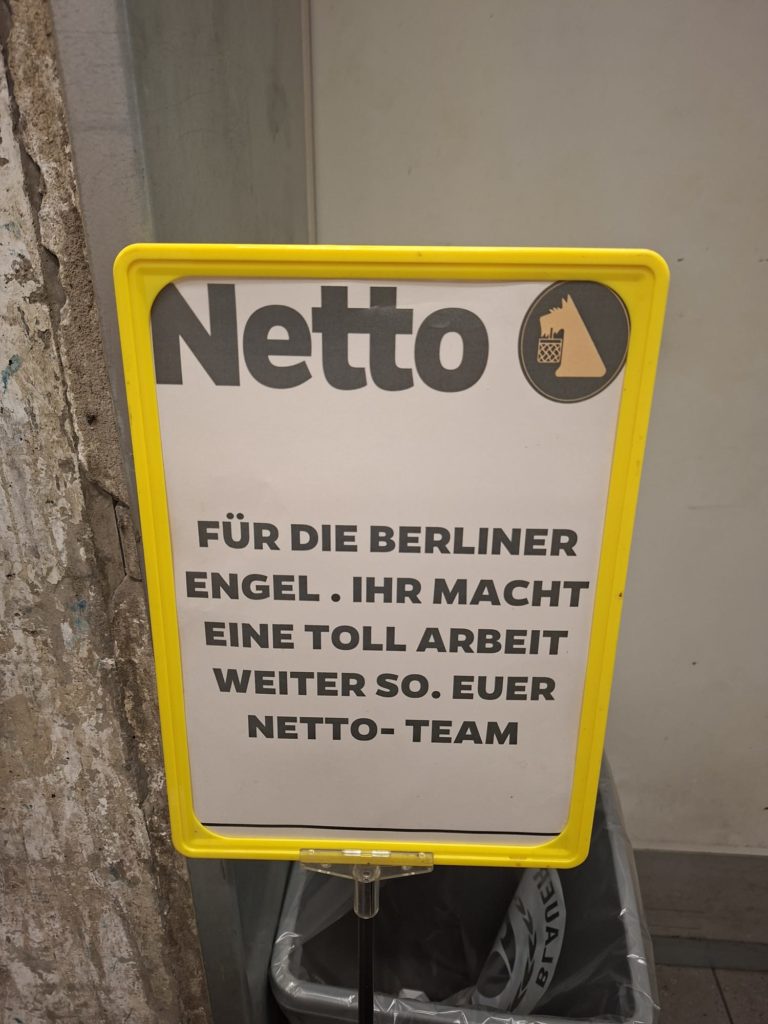 Netto
FÜR DIE BERLINER
ENGEL . IHR MACHT
EINE TOLL ARBEIT
WEITER SO. EUER
NETTO- TEAM